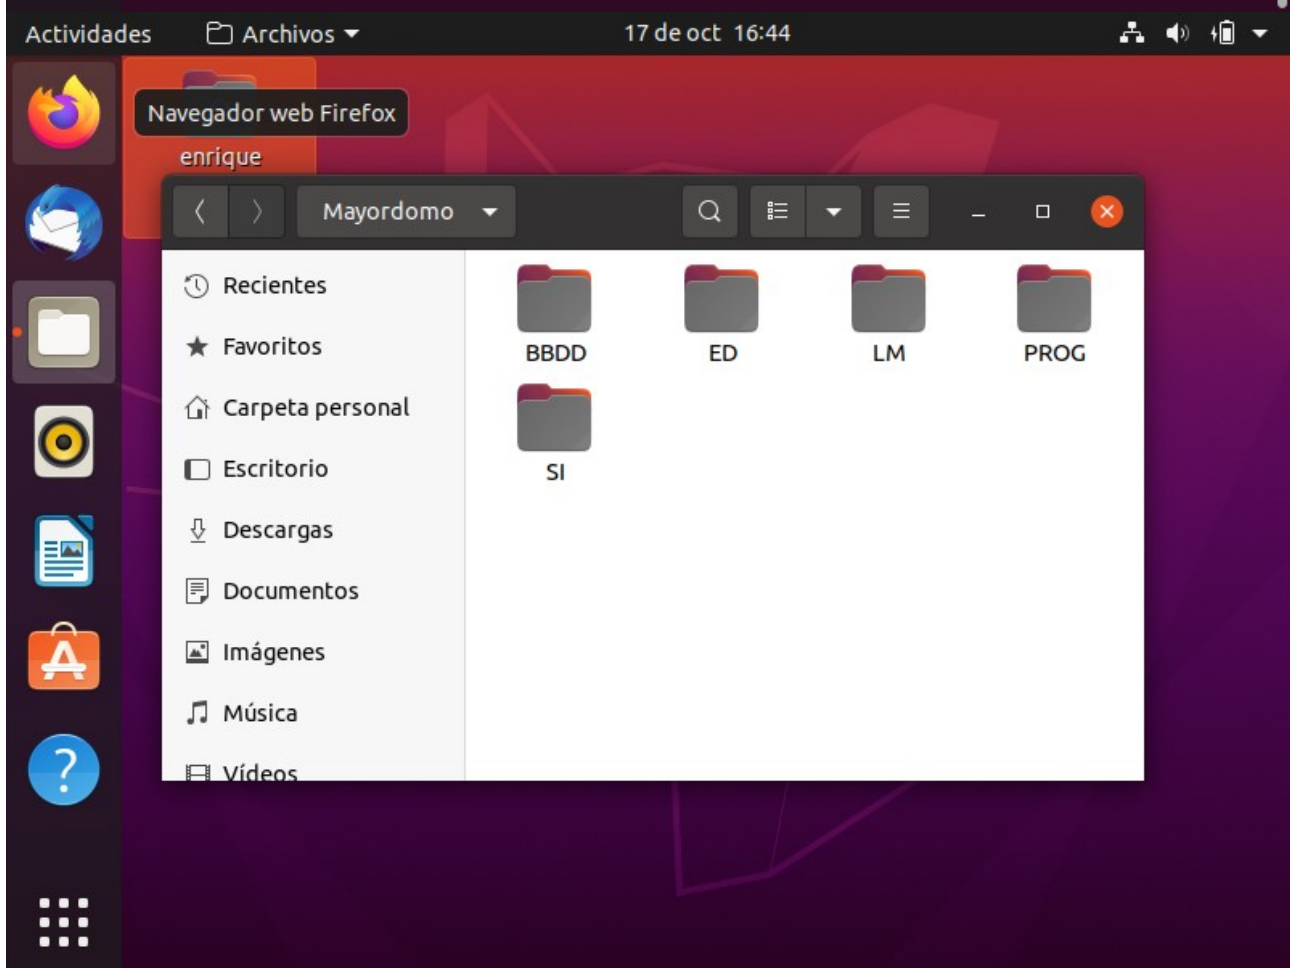 Actividades
Archivos
17 de oct 16:44
Navegador web Firefox
enrique
Mayordomo
Recientes
Favoritos
Carpeta personal
Escritorio
Descargas
Documentos
Imágenes
Música
Vídeos
BBDD
ED
LM
PROG
SI